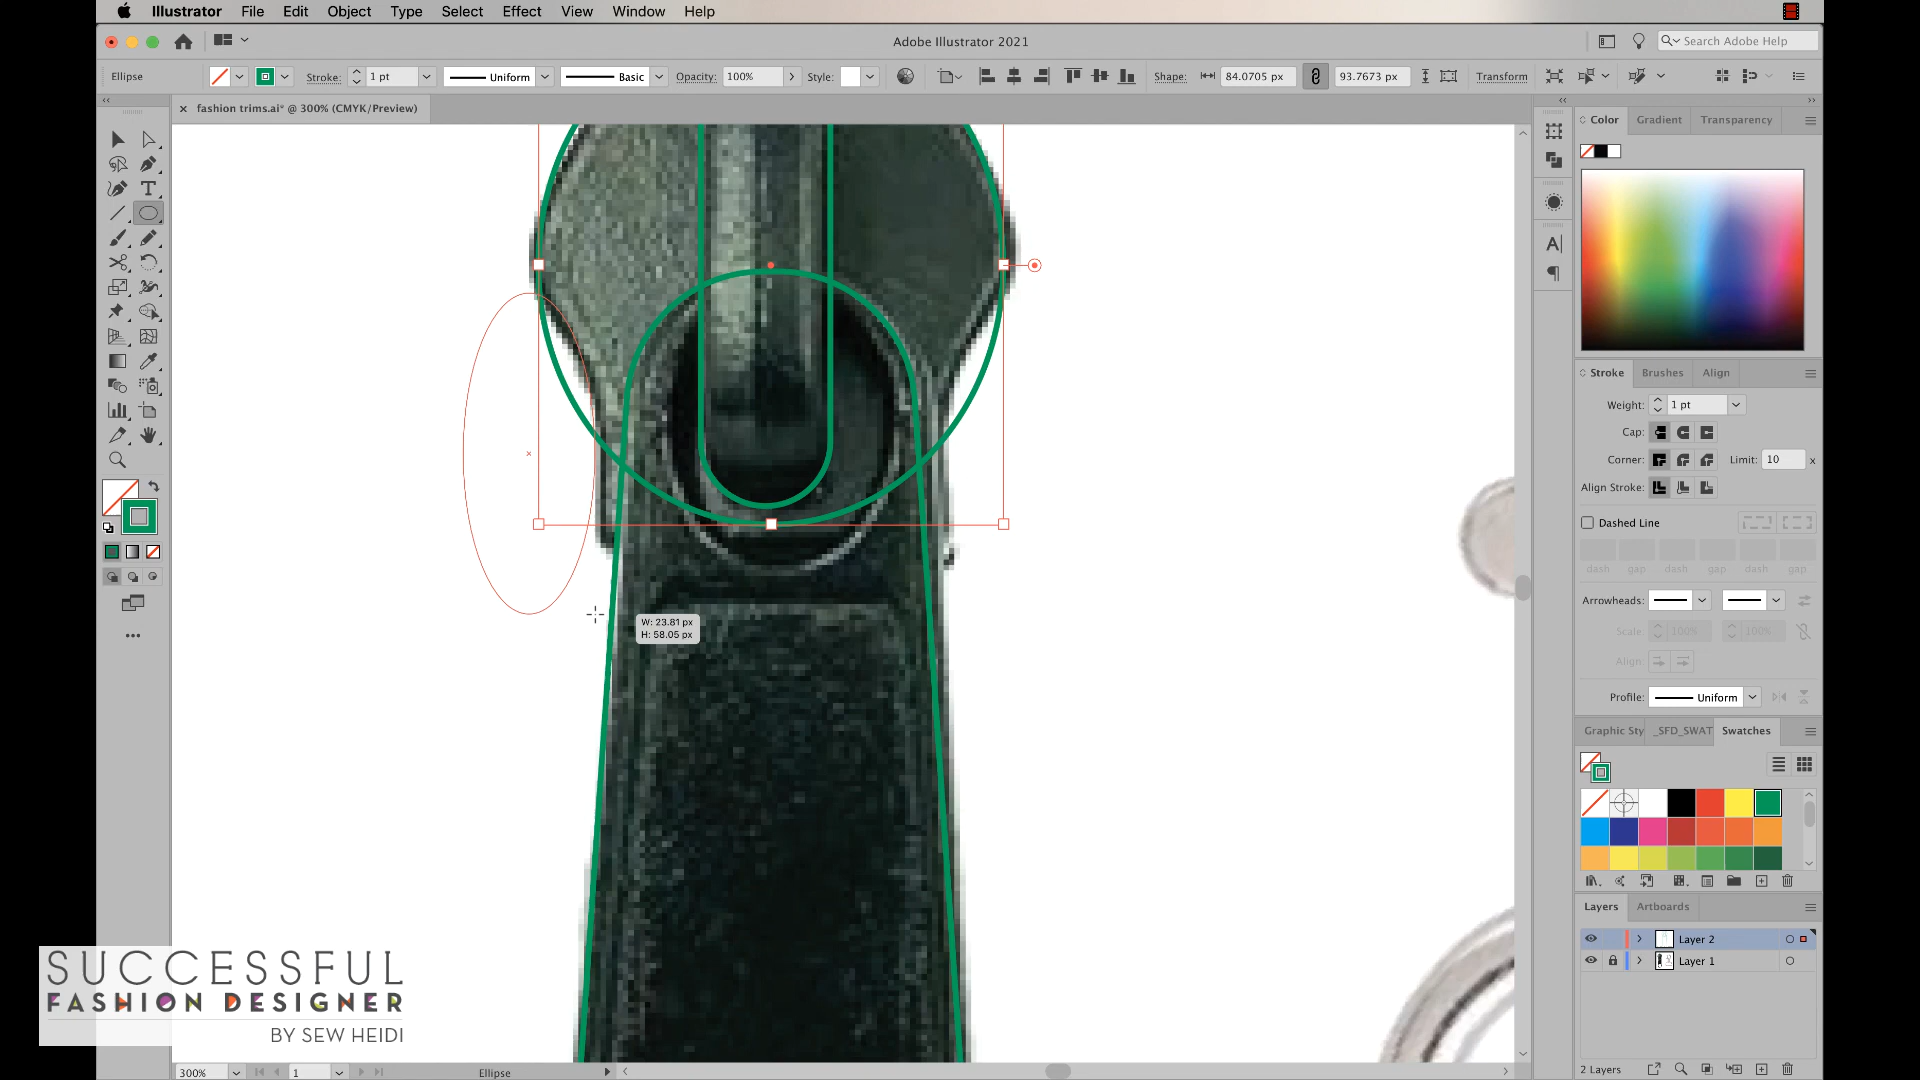 Illustrator File Edit Object Type Select Effect View Window Help
Adobe Illustrator 2021
Search Adobe Help
Ellipse Stroke: 1 pt Uniform Basic Opacity: 100% Style: Shape: 84.0705 px 93.7673 px Transform
fashion trims.ai* @ 300% (CMYK/Preview)
Color Gradient Transparency
W: 23.81 px
H: 58.05 px
Stroke Brushes Align
Weight: 1 pt
Cap:
Corner: Limit: 10 x
Align Stroke:
Dashed Line
dash gap dash gap dash gap
Arrowheads:
Scale: 100% 100%
Align:
Profile: Uniform
Graphic Sty _SFD_SWAT Swatches
Layers Artboards
Layer 2
Layer 1
2 Layers
SUCCESSFUL
FASHION DESIGNER
BY SEW HEIDI
300% 1 Ellipse